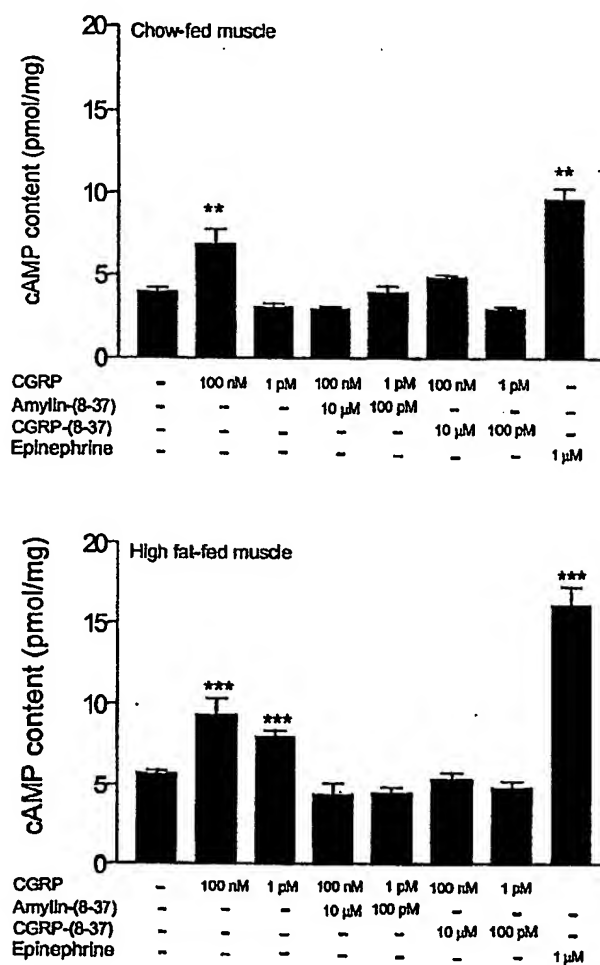 20
Chow-fed muscle
15
10
5
0
cAMP content (pmol/mg)
** **
CGRP – 100 nM 1 pM 100 nM 1 pM 100 nM 1 pM –
Amylin-(8-37) – – – 10 µM 100 pM – – –
CGRP-(8-37) – – – – – 10 µM 100 pM –
Epinephrine – – – – – – – 1 µM
20
High fat-fed muscle
15
10
5
0
cAMP content (pmol/mg)
*** *** ***
CGRP – 100 nM 1 pM 100 nM 1 pM 100 nM 1 pM
Amylin-(8-37) – – – 10 µM 100 pM – – –
CGRP-(8-37) – – – – – 10 µM 100 pM –
Epinephrine – – – – – – – 1 µM